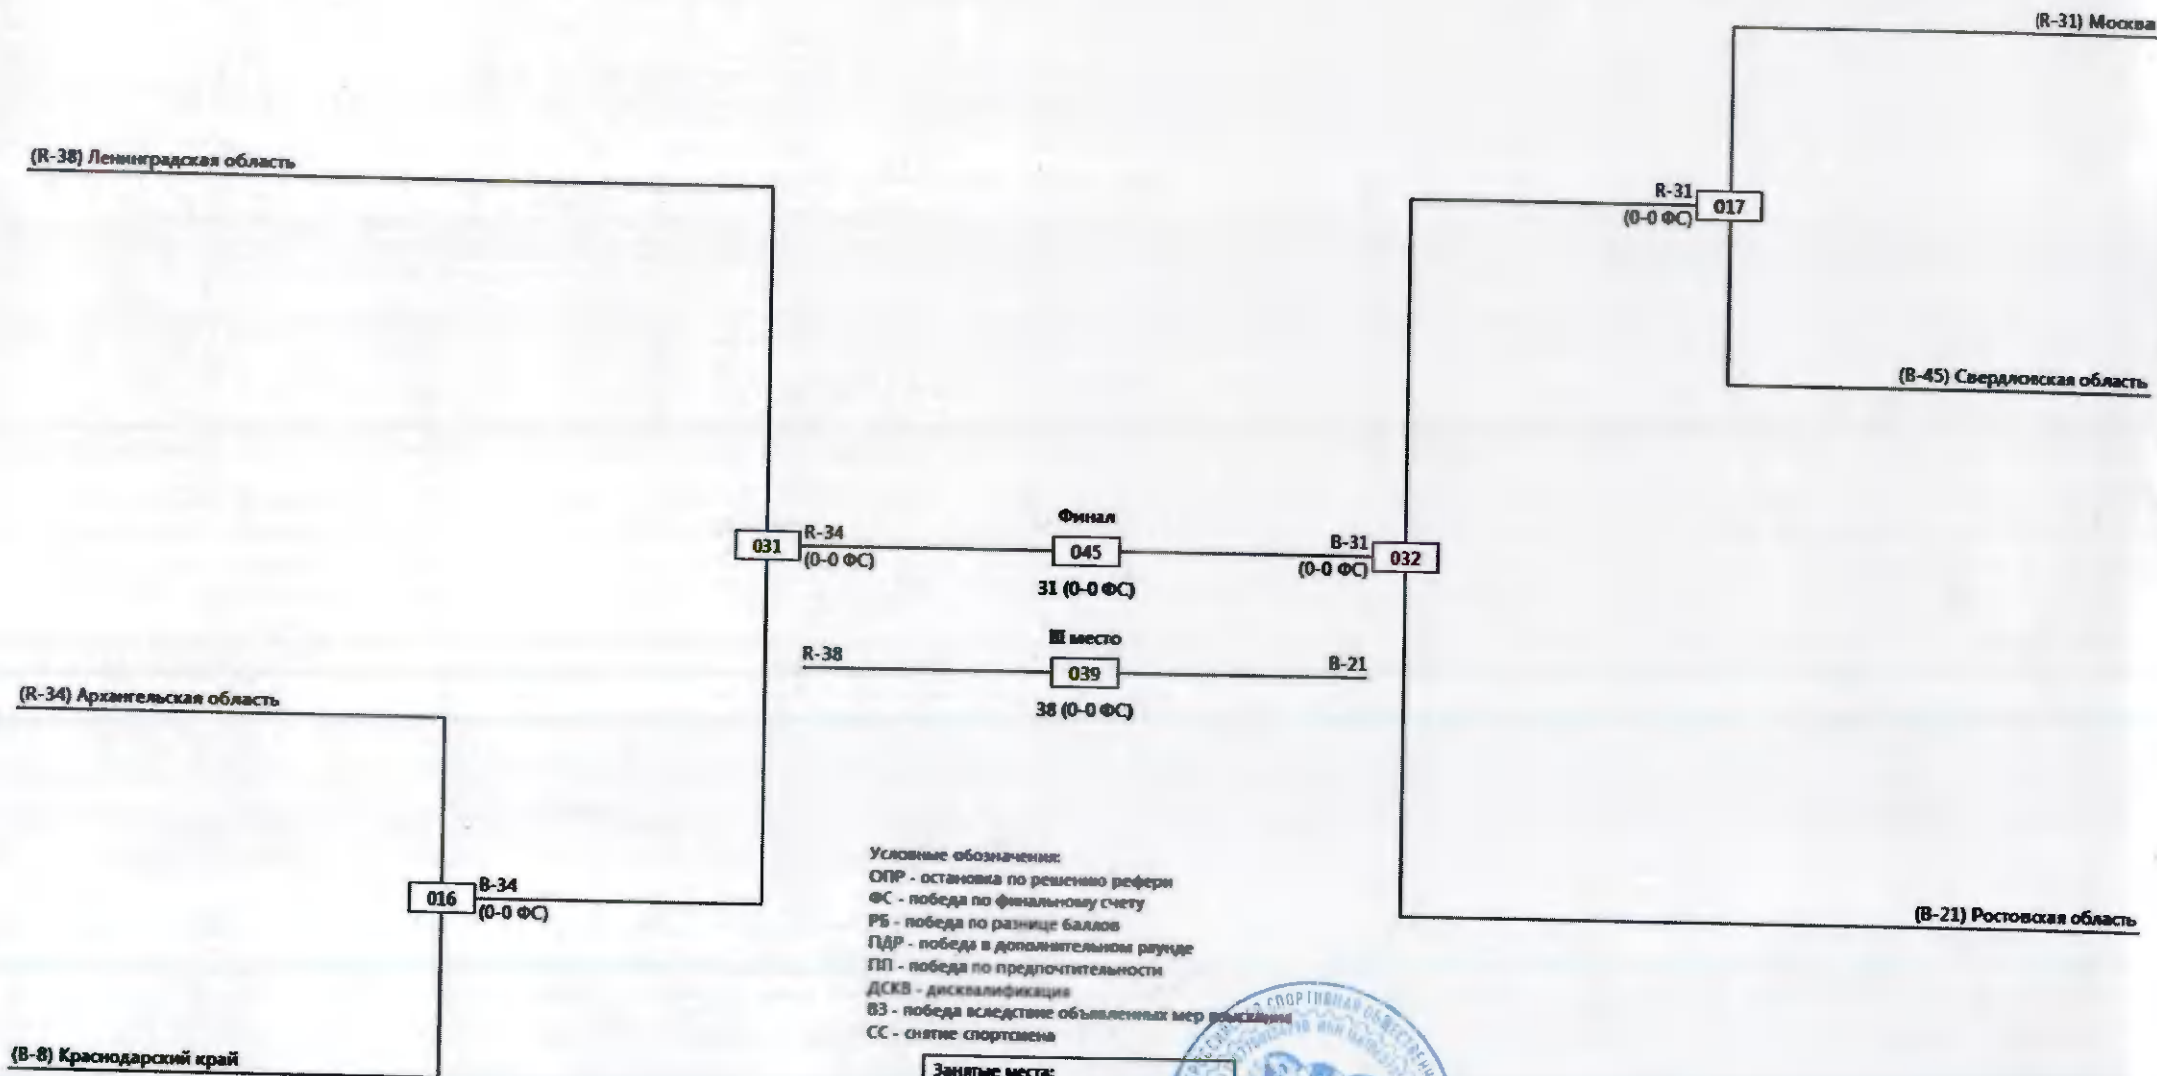 (R-31) Москва
(R-38) Ленинградская область
R-31
(0-0 ФС)
017
(B-45) Свердловская область
031
R-34
(0-0 ФС)
Финал
045
31 (0-0 ФС)
B-31
(0-0 ФС)
032
III место
R-38
039
B-21
38 (0-0 ФС)
(R-34) Архангельская область
016
B-34
(0-0 ФС)
(B-21) Ростовская область
Условные обозначения:
ОПР - остановка по решению рефери
ФС - победа по финальному счету
РБ - победа по разнице баллов
ПДР - победа в дополнительном раунде
ПП - победа по предпочтительности
ДСКВ - дисквалификация
ВЗ - победа вследствие объявленных мер взыскания
СС - снятие спортсмена
(B-8) Краснодарский край
Занятые места:
СПОРТИВНАЯ